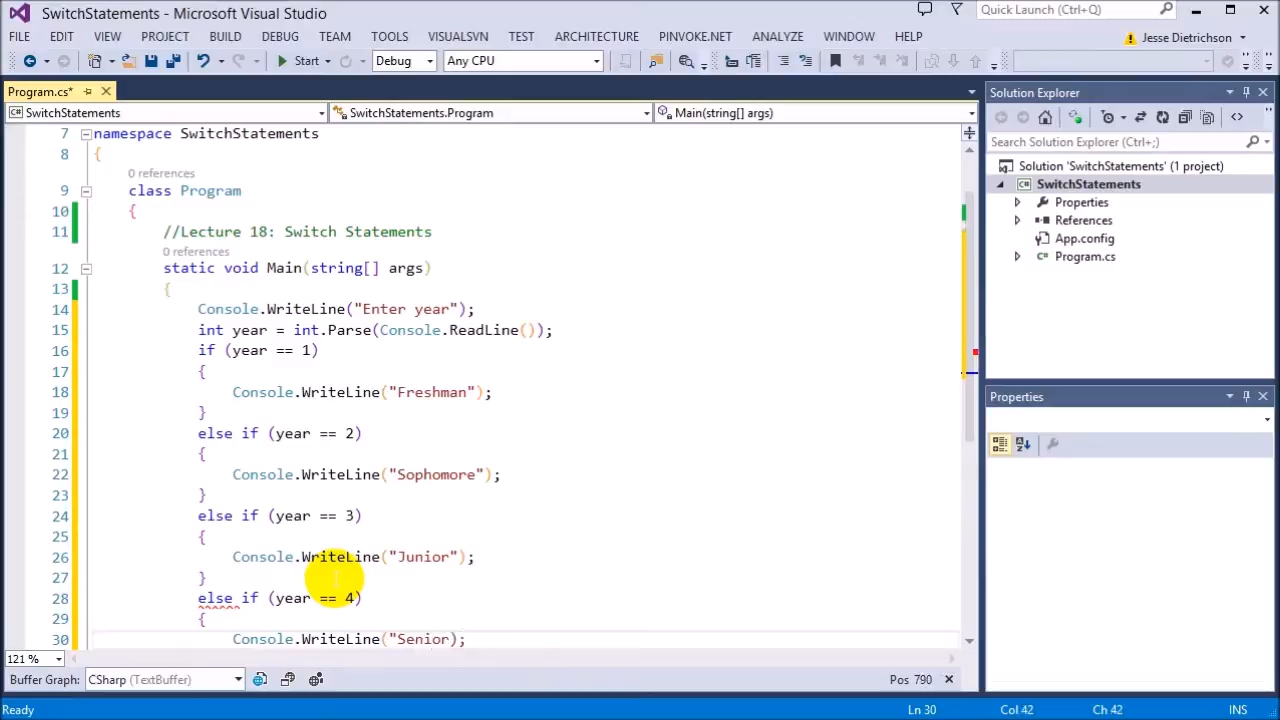 SwitchStatements - Microsoft Visual Studio
Quick Launch (Ctrl+Q)
FILE EDIT VIEW PROJECT BUILD DEBUG TEAM TOOLS VISUALSVN TEST ARCHITECTURE PINVOKE.NET ANALYZE WINDOW HELP
Jesse Dietrichson
Start Debug Any CPU
Program.cs*
SwitchStatements SwitchStatements.Program Main(string[] args)
7 namespace SwitchStatements
8 {
0 references
9 class Program
10 {
11 //Lecture 18: Switch Statements
0 references
12 static void Main(string[] args)
13 {
14 Console.WriteLine("Enter year");
15 int year = int.Parse(Console.ReadLine());
16 if (year == 1)
17 {
18 Console.WriteLine("Freshman");
19 }
20 else if (year == 2)
21 {
22 Console.WriteLine("Sophomore");
23 }
24 else if (year == 3)
25 {
26 Console.WriteLine("Junior");
27 }
28 else if (year == 4)
29 {
30 Console.WriteLine("Senior);
121 %
Buffer Graph: CSharp (TextBuffer) Pos 790
Solution Explorer
Search Solution Explorer (Ctrl+;)
Solution 'SwitchStatements' (1 project)
C# SwitchStatements
Properties
References
App.config
C# Program.cs
Properties
Ready Ln 30 Col 42 Ch 42 INS